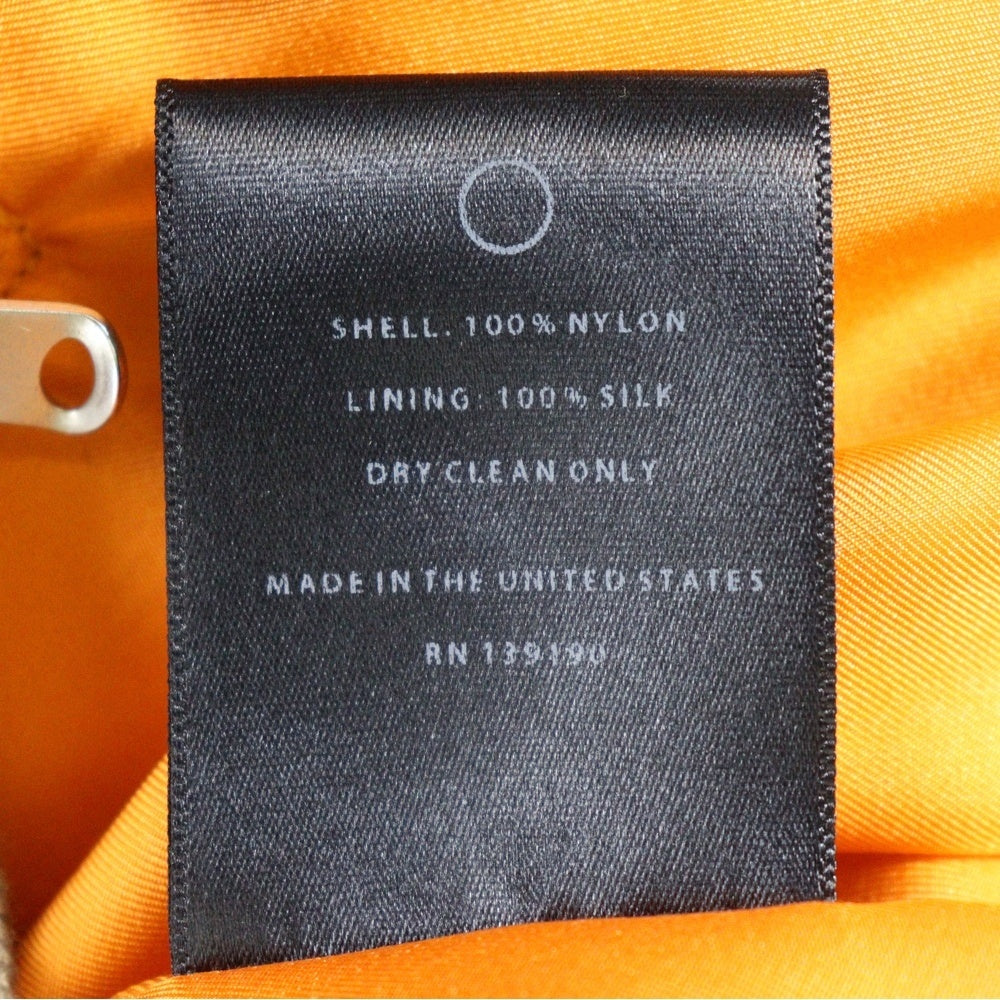 SHELL: 100% NYLON
LINING: 100% SILK
DRY CLEAN ONLY
MADE IN THE UNITED STATES
RN 139190